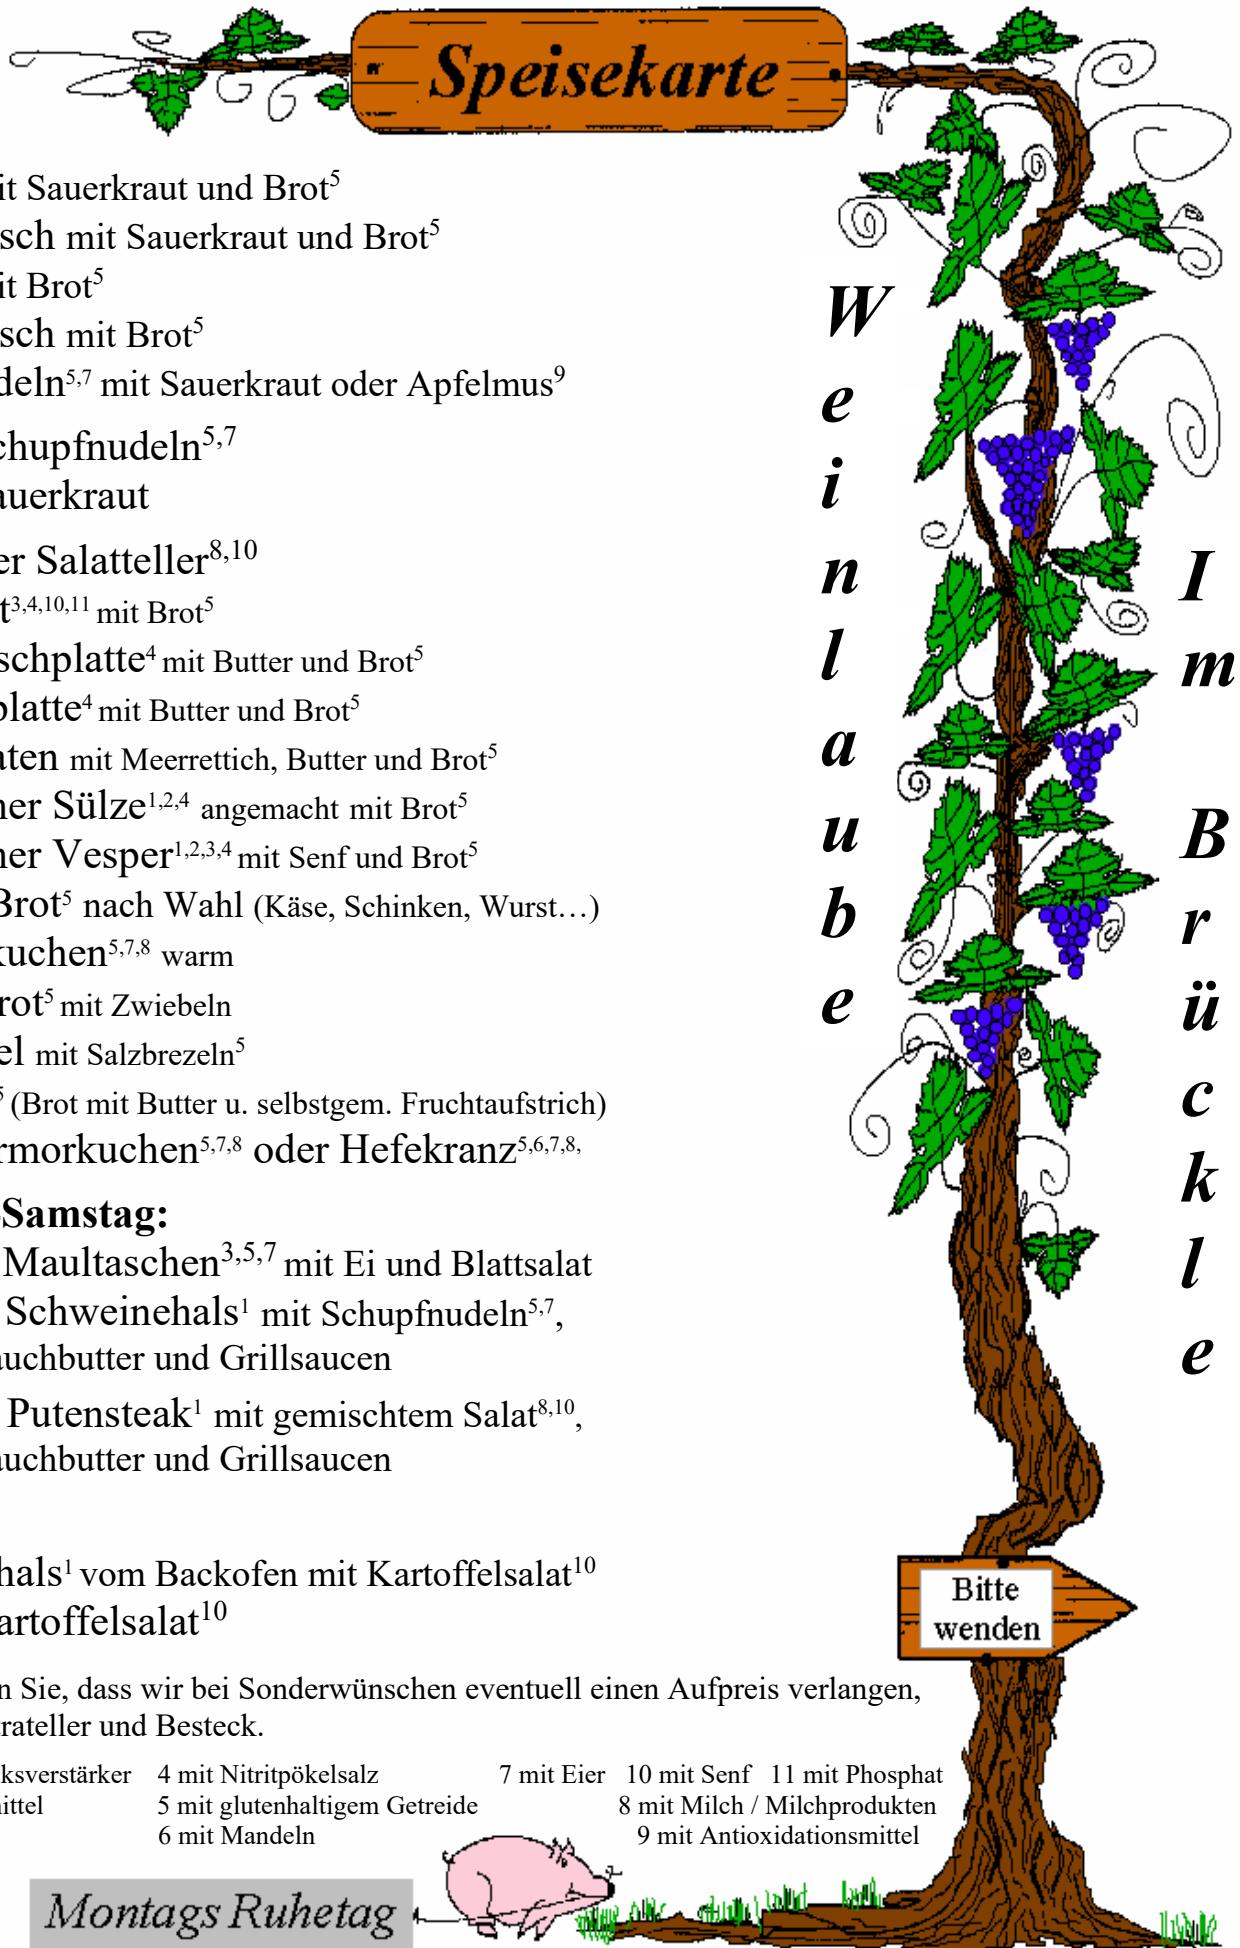 Speisekarte
it Sauerkraut und Brot⁵
sch mit Sauerkraut und Brot⁵
it Brot⁵
sch mit Brot⁵
deln⁵,⁷ mit Sauerkraut oder Apfelmus⁹
chupfnudeln⁵,⁷
auerkraut
er Salatteller⁸,¹⁰
t³,⁴,¹⁰,¹¹ mit Brot⁵
schplatte⁴ mit Butter und Brot⁵
platte⁴ mit Butter und Brot⁵
aten mit Meerrettich, Butter und Brot⁵
ner Sülze¹,²,⁴ angemacht mit Brot⁵
ner Vesper¹,²,³,⁴ mit Senf und Brot⁵
Brot⁵ nach Wahl (Käse, Schinken, Wurst…)
kuchen⁵,⁷,⁸ warm
rot⁵ mit Zwiebeln
el mit Salzbrezeln⁵
⁵ (Brot mit Butter u. selbstgem. Fruchtaufstrich)
rmorkuchen⁵,⁷,⁸ oder Hefekranz⁵,⁶,⁷,⁸,
Samstag:
Maultaschen³,⁵,⁷ mit Ei und Blattsalat
Schweinehals¹ mit Schupfnudeln⁵,⁷,
auchbutter und Grillsaucen
Putensteak¹ mit gemischtem Salat⁸,¹⁰,
auchbutter und Grillsaucen
hals¹ vom Backofen mit Kartoffelsalat¹⁰
artoffelsalat¹⁰
n Sie, dass wir bei Sonderwünschen eventuell einen Aufpreis verlangen,
trateller und Besteck.
ksverstärker 4 mit Nitritpökelsalz 7 mit Eier 10 mit Senf 11 mit Phosphat
nittel 5 mit glutenhaltigem Getreide 8 mit Milch / Milchprodukten
6 mit Mandeln 9 mit Antioxidationsmittel
Montags Ruhetag
Weinlaube
Im Brückle
Bitte
wenden